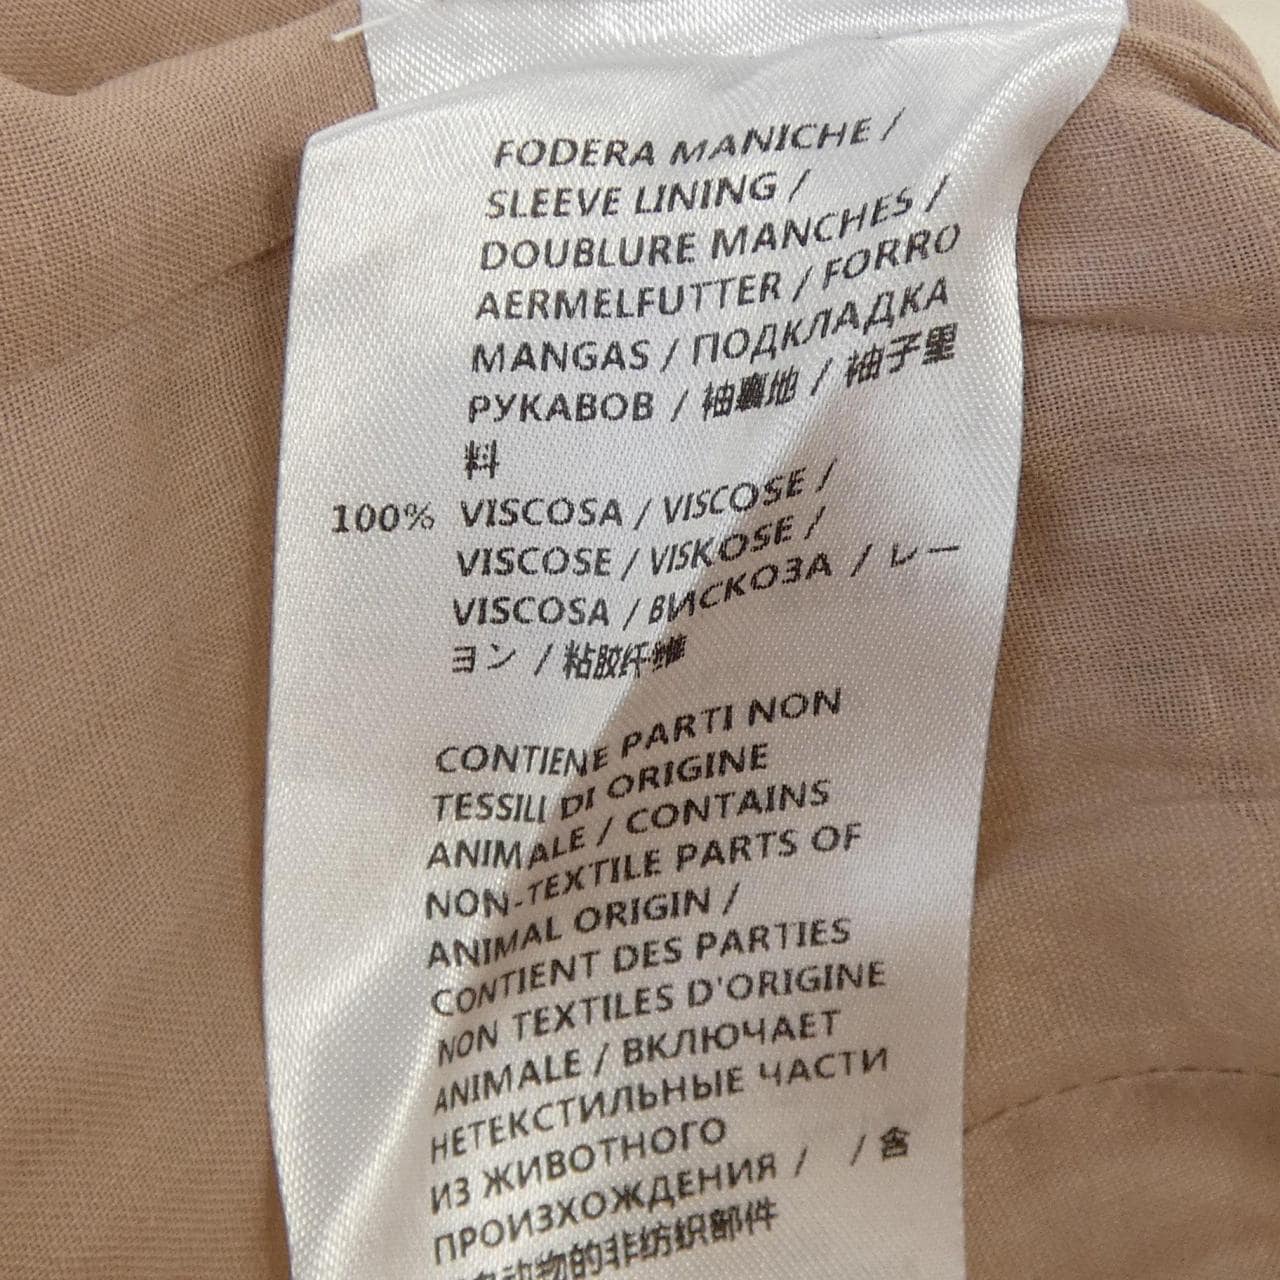 FODERA MANICHE /
SLEEVE LINING /
DOUBLURE MANCHES /
AERMELFUTTER / FORRO
MANGAS / ПОДКЛАДКА
РУКАВОВ / 袖裏地 / 袖子里
料
100% VISCOSA / VISCOSE /
VISCOSE / VISKOSE /
VISCOSA / ВИСКОЗА / レー
ヨン / 粘胶纤维
CONTIENE PARTI NON
TESSILI DI ORIGINE
ANIMALE / CONTAINS
NON-TEXTILE PARTS OF
ANIMAL ORIGIN /
CONTIENT DES PARTIES
NON TEXTILES D'ORIGINE
ANIMALE / ВКЛЮЧАЕТ
НЕТЕКСТИЛЬНЫЕ ЧАСТИ
ИЗ ЖИВОТНОГО
ПРОИЗХОЖДЕНИЯ / / 含
动物的非纺织部件